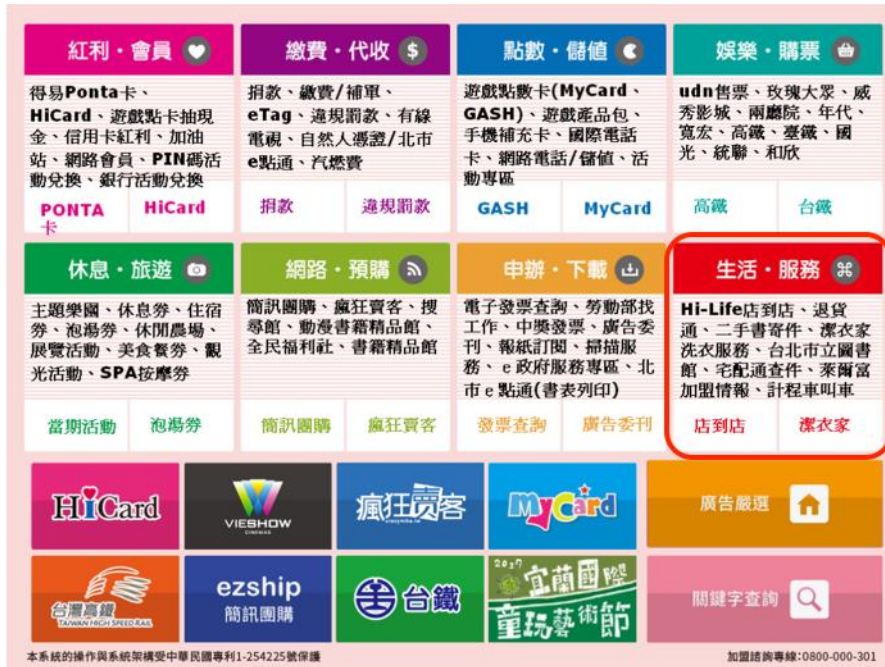 紅利・會員
繳費・代收 $
點數・儲值
娛樂・購票
得易Ponta卡、
HiCard、遊戲點卡抽現
金、信用卡紅利、加油
站、網路會員、PIN碼活
動兌換、銀行活動兌換
PONTA
卡
HiCard
捐款、繳費/補單、
eTag、違規罰款、有線
電視、自然人憑證/北市
e點通、汽燃費
捐款
違規罰款
遊戲點數卡(MyCard、
GASH)、遊戲產品包、
手機補充卡、國際電話
卡、網路電話/儲值、活
動專區
GASH
MyCard
udn售票、玫瑰大眾、威
秀影城、兩廳院、年代、
寬宏、高鐵、臺鐵、國
光、統聯、和欣
高鐵
台鐵
休息・旅遊
網路・預購
申辦・下載
生活・服務
主題樂園、休息券、住宿
券、泡湯券、休閒農場、
展覽活動、美食餐券、觀
光活動、SPA按摩券
當期活動
泡湯券
簡訊團購、瘋狂賣客、搜
尋館、動漫書籍精品館、
全民福利社、書籍精品館
簡訊團購
瘋狂賣客
電子發票查詢、勞動部找
工作、中獎發票、廣告委
刊、報紙訂閱、掃描服
務、e政府服務專區、北
市e點通(書表列印)
發票查詢
廣告委刊
Hi-Life店到店、退貨
通、二手書寄件、潔衣家
洗衣服務、台北市立圖書
館、宅配通查件、萊爾富
加盟情報、計程車叫車
店到店
潔衣家
HiCard
VIESHOW
CINEMAS
瘋狂賣客
crazymike.tw
MyCard
廣告嚴選
台灣高鐵
TAIWAN HIGH SPEED RAIL
ezship
簡訊團購
台鐵
2017宜蘭國際
童玩藝術節
關鍵字查詢
本系統的操作與系統架構受中華民國專利1-254225號保護
加盟諮詢專線:0800-000-301